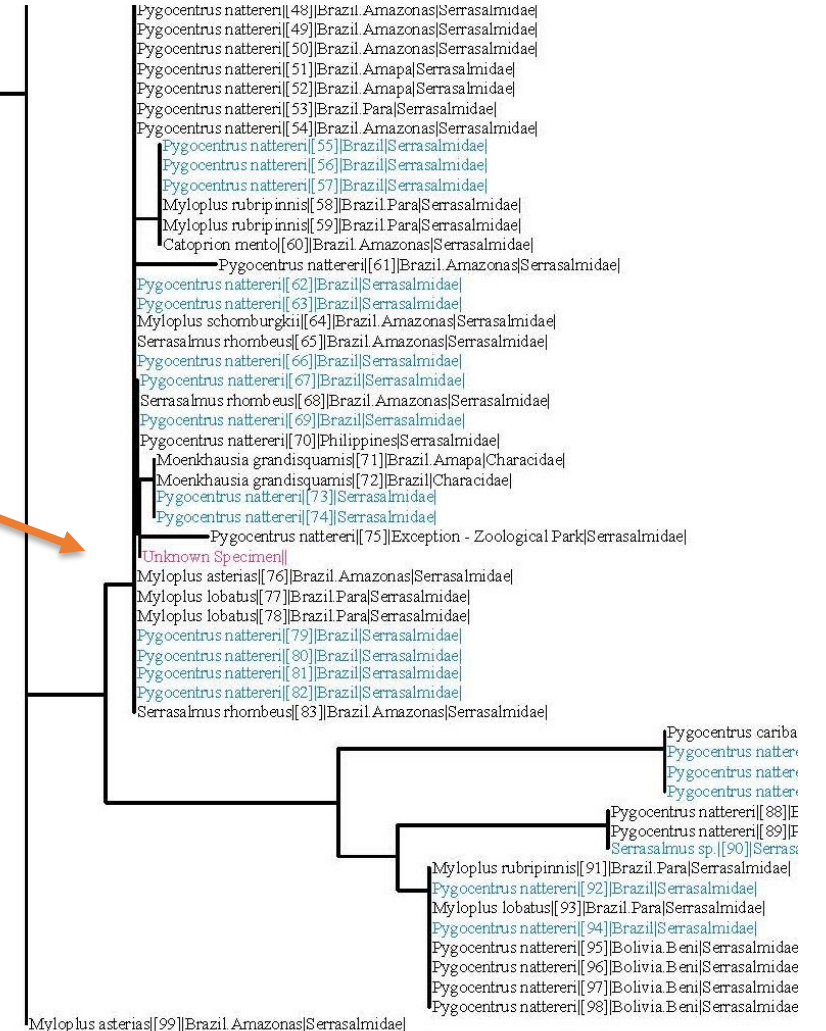 Pygocentrus nattereri|[48]|Brazil.Amazonas|Serrasalmidae|
Pygocentrus nattereri|[49]|Brazil.Amazonas|Serrasalmidae|
Pygocentrus nattereri|[50]|Brazil.Amazonas|Serrasalmidae|
Pygocentrus nattereri|[51]|Brazil.Amapa|Serrasalmidae|
Pygocentrus nattereri|[52]|Brazil.Amapa|Serrasalmidae|
Pygocentrus nattereri|[53]|Brazil.Para|Serrasalmidae|
Pygocentrus nattereri|[54]|Brazil.Amazonas|Serrasalmidae|
Pygocentrus nattereri|[55]|Brazil|Serrasalmidae|
Pygocentrus nattereri|[56]|Brazil|Serrasalmidae|
Pygocentrus nattereri|[57]|Brazil|Serrasalmidae|
Myloplus rubripinnis|[58]|Brazil.Para|Serrasalmidae|
Myloplus rubripinnis|[59]|Brazil.Para|Serrasalmidae|
Catoprion mento|[60]|Brazil.Amazonas|Serrasalmidae|
Pygocentrus nattereri|[61]|Brazil.Amazonas|Serrasalmidae|
Pygocentrus nattereri|[62]|Brazil|Serrasalmidae|
Pygocentrus nattereri|[63]|Brazil|Serrasalmidae|
Myloplus schomburgkii|[64]|Brazil.Amazonas|Serrasalmidae|
Serrasalmus rhombeus|[65]|Brazil.Amazonas|Serrasalmidae|
Pygocentrus nattereri|[66]|Brazil|Serrasalmidae|
Pygocentrus nattereri|[67]|Brazil|Serrasalmidae|
Serrasalmus rhombeus|[68]|Brazil.Amazonas|Serrasalmidae|
Pygocentrus nattereri|[69]|Brazil|Serrasalmidae|
Pygocentrus nattereri|[70]|Philippines|Serrasalmidae|
Moenkhausia grandisquamis|[71]|Brazil.Amapa|Characidae|
Moenkhausia grandisquamis|[72]|Brazil|Characidae|
Pygocentrus nattereri|[73]|Serrasalmidae|
Pygocentrus nattereri|[74]|Serrasalmidae|
Pygocentrus nattereri|[75]|Exception - Zoological Park|Serrasalmidae|
Unknown Specimen||
Myloplus asterias|[76]|Brazil.Amazonas|Serrasalmidae|
Myloplus lobatus|[77]|Brazil.Para|Serrasalmidae|
Myloplus lobatus|[78]|Brazil.Para|Serrasalmidae|
Pygocentrus nattereri|[79]|Brazil|Serrasalmidae|
Pygocentrus nattereri|[80]|Brazil|Serrasalmidae|
Pygocentrus nattereri|[81]|Brazil|Serrasalmidae|
Pygocentrus nattereri|[82]|Brazil|Serrasalmidae|
Serrasalmus rhombeus|[83]|Brazil.Amazonas|Serrasalmidae|
Pygocentrus cariba
Pygocentrus nattere
Pygocentrus nattere
Pygocentrus nattere
Pygocentrus nattereri|[88]|
Pygocentrus nattereri|[89]|
Serrasalmus sp.|[90]|Serrasa
Myloplus rubripinnis|[91]|Brazil.Para|Serrasalmidae|
Pygocentrus nattereri|[92]|Brazil|Serrasalmidae|
Myloplus lobatus|[93]|Brazil.Para|Serrasalmidae|
Pygocentrus nattereri|[94]|Brazil|Serrasalmidae|
Pygocentrus nattereri|[95]|Bolivia.Beni|Serrasalmidae
Pygocentrus nattereri|[96]|Bolivia.Beni|Serrasalmidae
Pygocentrus nattereri|[97]|Bolivia.Beni|Serrasalmidae
Pygocentrus nattereri|[98]|Bolivia.Beni|Serrasalmidae
Myloplus asterias|[99]|Brazil.Amazonas|Serrasalmidae|